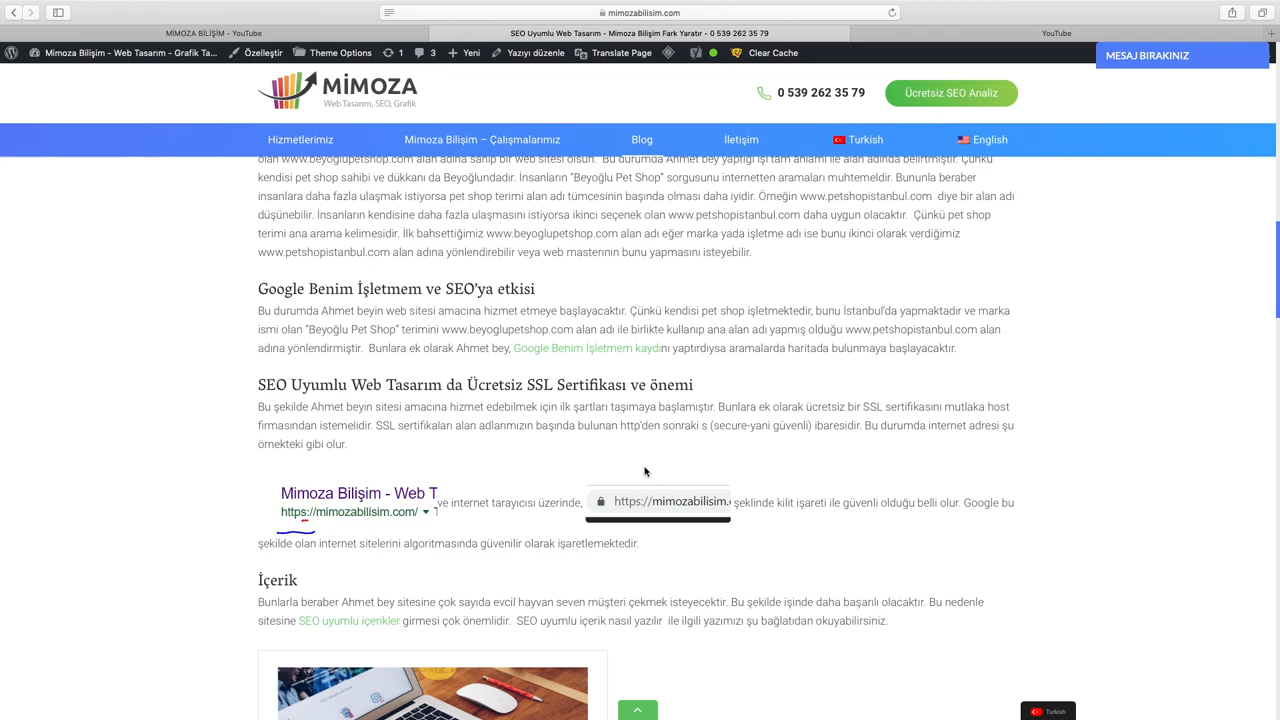 mimozabilisim.com
MİMOZA BİLİŞİM - YouTube
SEO Uyumlu Web Tasarım - Mimoza Bilişim Fark Yaratır - 0 539 262 35 79
YouTube
Mimoza Bilişim - Web Tasarım - Grafik Ta...
Özelleştir
Theme Options
1
3
Yeni
Yazıyı düzenle
Translate Page
Clear Cache
MESAJ BIRAKINIZ
MİMOZA
Web Tasarım, SEO, Grafik
0 539 262 35 79
Ücretsiz SEO Analiz
Hizmetlerimiz
Mimoza Bilişim – Çalışmalarımız
Blog
İletişim
Turkish
English
olan www.beyoglupetshop.com alan adına sahip bir web sitesi olsun. Bu durumda Ahmet bey yaptığı işi tam anlamı ile alan adında belirtmiştir. Çünkü
kendisi pet shop sahibi ve dükkanı da Beyoğlundadır. İnsanların “Beyoğlu Pet Shop” sorgusunu internetten aramaları muhtemeldir. Bununla beraber
insanlara daha fazla ulaşmak istiyorsa pet shop terimi alan adı tümcesinin başında olması daha iyidir. Örneğin www.petshopistanbul.com diye bir alan adı
düşünebilir. İnsanların kendisine daha fazla ulaşmasını istiyorsa ikinci seçenek olan www.petshopistanbul.com daha uygun olacaktır. Çünkü pet shop
terimi ana arama kelimesidir. İlk bahsettiğimiz www.beyoglupetshop.com alan adı eğer marka yada işletme adı ise bunu ikinci olarak verdiğimiz
www.petshopistanbul.com alan adına yönlendirebilir veya web masterının bunu yapmasını isteyebilir.
Google Benim İşletmem ve SEO'ya etkisi
Bu durumda Ahmet beyin web sitesi amacına hizmet etmeye başlayacaktır. Çünkü kendisi pet shop işletmektedir, bunu İstanbul’da yapmaktadır ve marka
ismi olan “Beyoğlu Pet Shop” terimini www.beyoglupetshop.com alan adı ile birlikte kullanıp ana alan adı yapmış olduğu www.petshopistanbul.com alan
adına yönlendirmiştir. Bunlara ek olarak Ahmet bey, Google Benim İşletmem kaydını yaptırdıysa aramalarda haritada bulunmaya başlayacaktır.
SEO Uyumlu Web Tasarım da Ücretsiz SSL Sertifikası ve önemi
Bu şekilde Ahmet beyin sitesi amacına hizmet edebilmek için ilk şartları taşımaya başlamıştır. Bunlara ek olarak ücretsiz bir SSL sertifikasını mutlaka host
firmasından istemelidir. SSL sertifikaları alan adlarımızın başında bulunan http’den sonraki s (secure-yani güvenli) ibaresidir. Bu durumda internet adresi şu
örnekteki gibi olur.
Mimoza Bilişim - Web T
https://mimozabilisim.com/
ve internet tarayıcısı üzerinde, https://mimozabilisim. şeklinde kilit işareti ile güvenli olduğu belli olur. Google bu
şekilde olan internet sitelerini algoritmasında güvenilir olarak işaretlemektedir.
İçerik
Bunlarla beraber Ahmet bey sitesine çok sayıda evcil hayvan seven müşteri çekmek isteyecektir. Bu şekilde işinde daha başarılı olacaktır. Bu nedenle
sitesine SEO uyumlu içerikler girmesi çok önemlidir. SEO uyumlu içerik nasıl yazılır ile ilgili yazımızı şu bağlatıdan okuyabilirsiniz.
Turkish